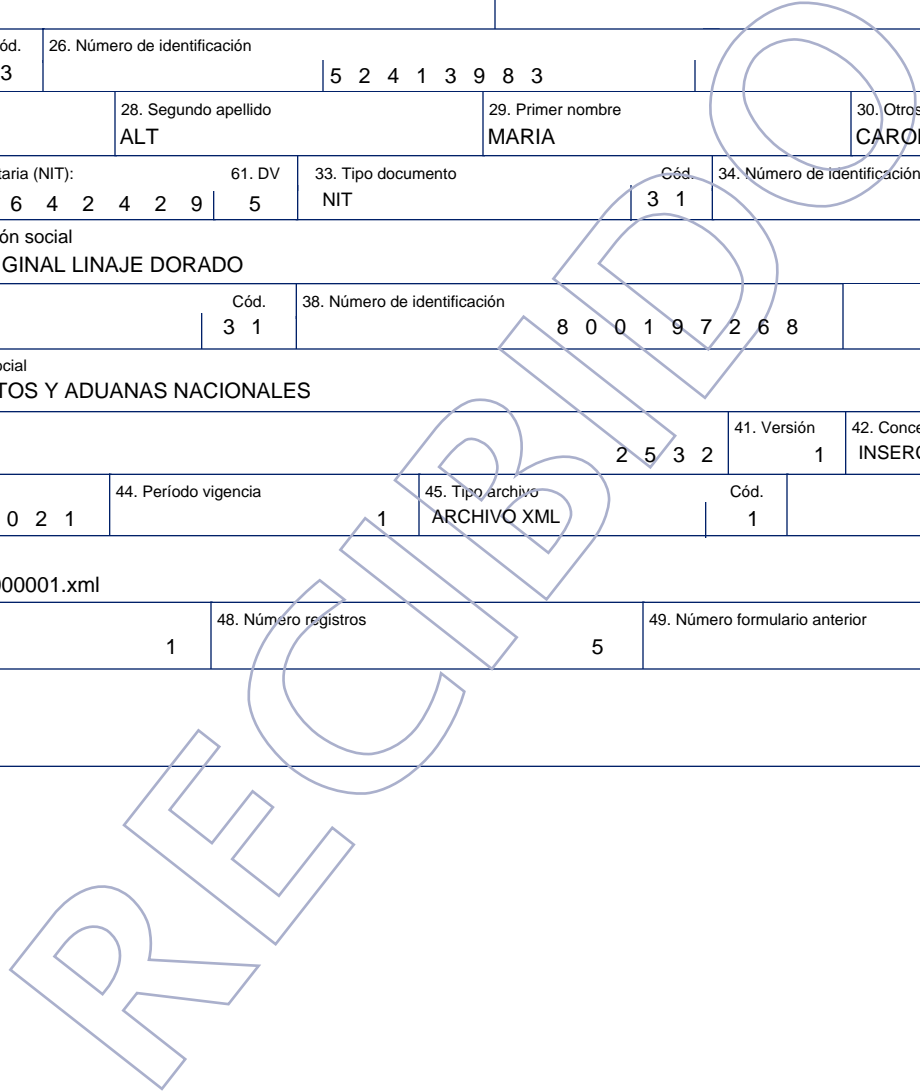 ód. 26. Número de identificación
3 5 2 4 1 3 9 8 3
28. Segundo apellido 29. Primer nombre 30. Otros
ALT MARIA CAROL
taria (NIT): 61. DV 33. Tipo documento Cód. 34. Número de identificación
6 4 2 4 2 9 5 NIT 3 1
ón social
GINAL LINAJE DORADO
Cód. 38. Número de identificación
3 1 8 0 0 1 9 7 2 6 8
ocial
TOS Y ADUANAS NACIONALES
41. Versión 42. Conce
2 5 3 2 1 INSERC
44. Período vigencia 45. Tipo archivo Cód.
0 2 1 1 ARCHIVO XML 1
000001.xml
48. Número registros 49. Número formulario anterior
1 5
RECIBIDO